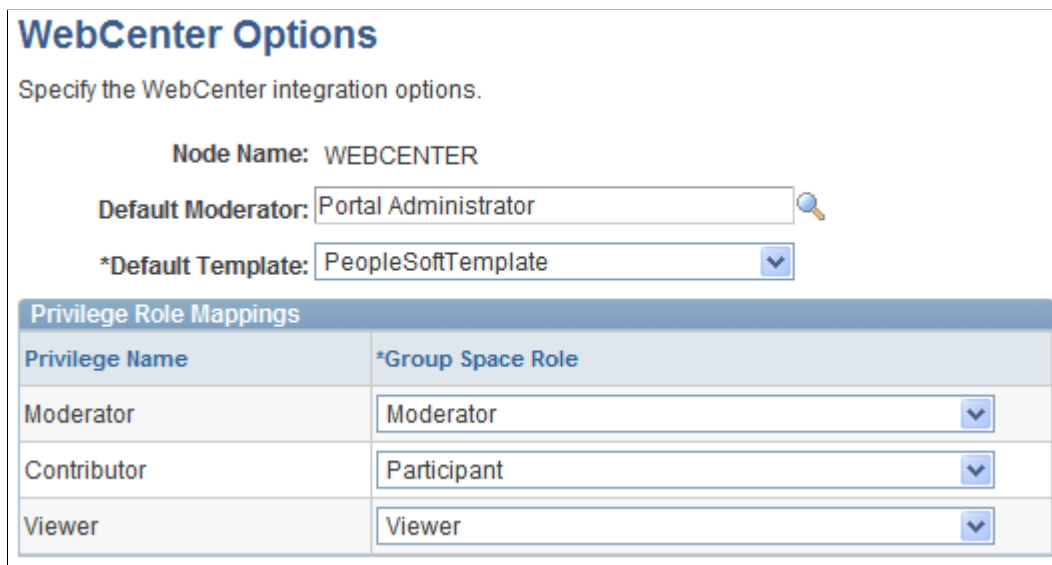 WebCenter Options
Specify the WebCenter integration options.
Node Name: WEBCENTER
Default Moderator: Portal Administrator
*Default Template: PeopleSoftTemplate
Privilege Role Mappings
Privilege Name *Group Space Role
Moderator Moderator
Contributor Participant
Viewer Viewer